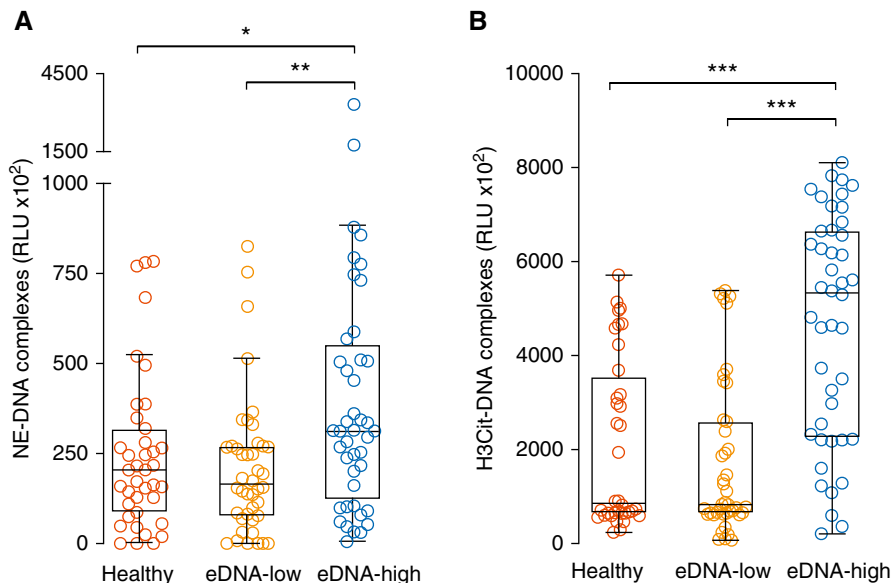 A
NE-DNA complexes (RLU x10²)
4500
1500
1000
750
500
250
0
*
**
Healthy
eDNA-low
eDNA-high
B
H3Cit-DNA complexes (RLU x10²)
10000
8000
6000
4000
2000
0
***
***
Healthy
eDNA-low
eDNA-high